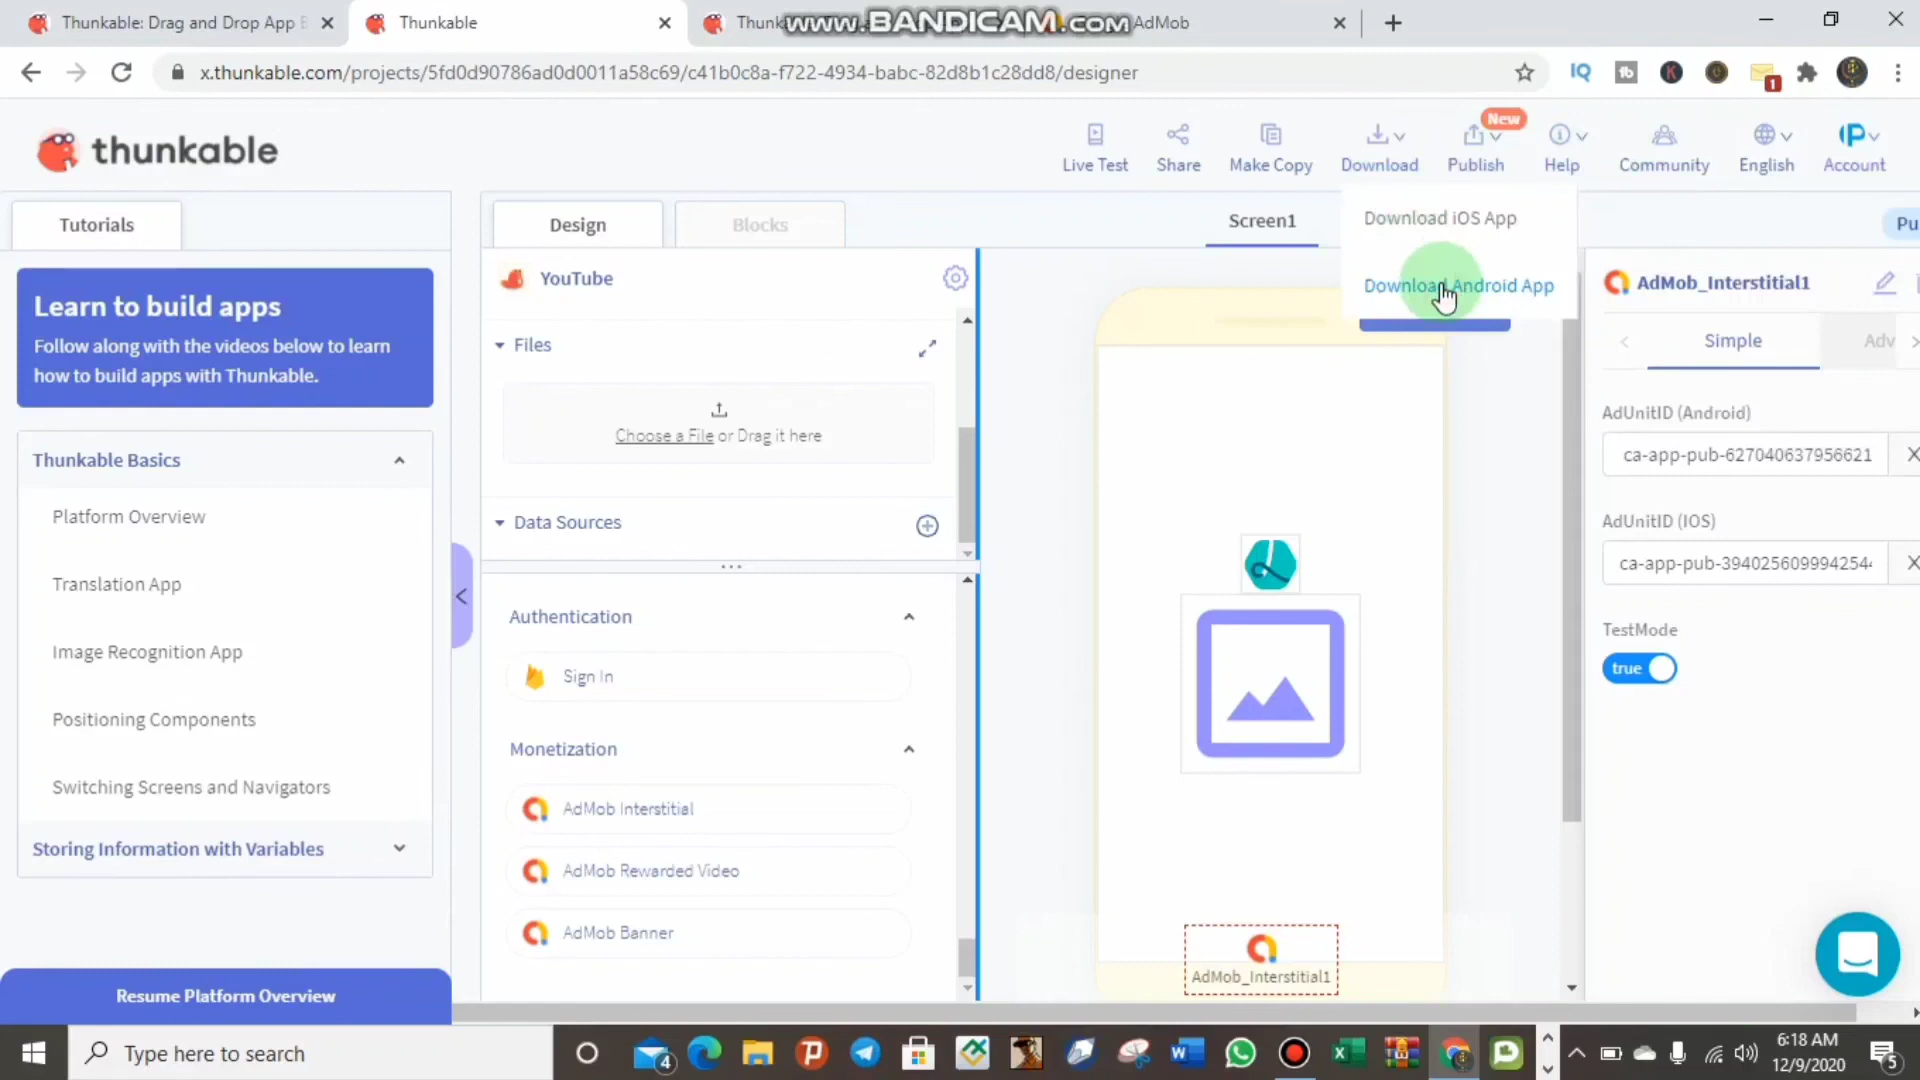 Thunkable: Drag and Drop App B
Thunkable
Thunk
www.BANDICAM.com
AdMob
x.thunkable.com/projects/5fd0d90786ad0d0011a58c69/c41b0c8a-f722-4934-babc-82d8b1c28dd8/designer
IQ
1
thunkable
Live Test
Share
Make Copy
Download
New
Publish
Help
Community
English
Account
Tutorials
Design
Blocks
Screen1
Download iOS App
Download Android App
Pu
Learn to build apps
Follow along with the videos below to learn
how to build apps with Thunkable.
YouTube
Files
Choose a File or Drag it here
Data Sources
Thunkable Basics
Platform Overview
Translation App
Image Recognition App
Positioning Components
Switching Screens and Navigators
Storing Information with Variables
Resume Platform Overview
Authentication
Sign In
Monetization
AdMob Interstitial
AdMob Rewarded Video
AdMob Banner
AdMob_Interstitial1
AdMob_Interstitial1
Simple
Adv
AdUnitID (Android)
ca-app-pub-627040637956621
AdUnitID (IOS)
ca-app-pub-394025609994254
TestMode
true
Type here to search
4
6:18 AM
12/9/2020
5